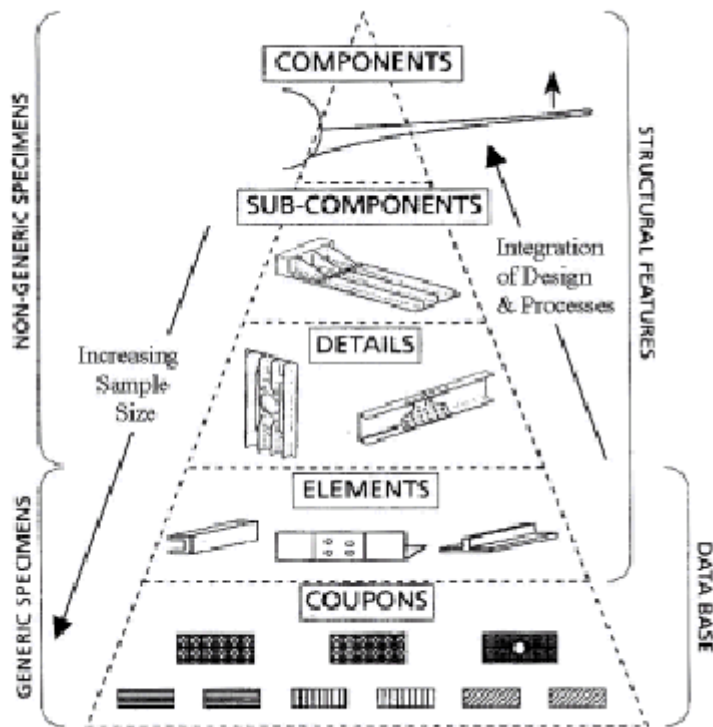 COMPONENTS
NON-GENERIC SPECIMENS
STRUCTURAL FEATURES
SUB-COMPONENTS
Integration
of Design
& Processes
DETAILS
Increasing
Sample
Size
ELEMENTS
GENERIC SPECIMENS
DATA BASE
COUPONS